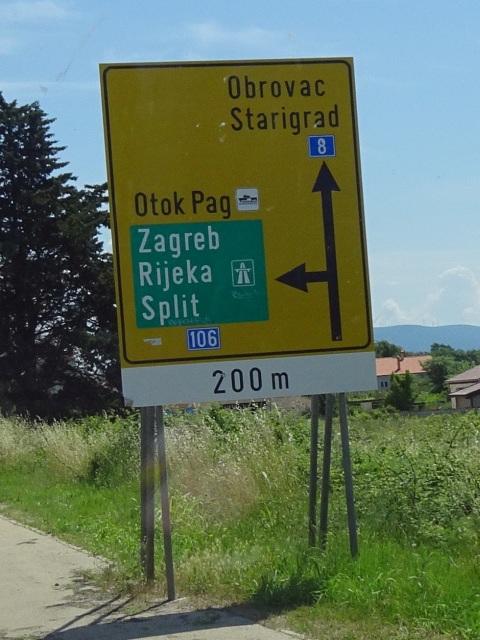 Obrovac
Starigrad
8
Otok Pag
Zagreb
Rijeka
Split
106
200 m